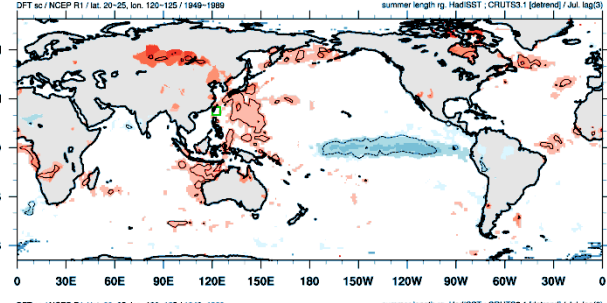 DFT sc / NCEP R1 / lat. 20-25, lon. 120-125 / 1949-1989 summer length rg. HadISST ; CRUTS3.1 [detrend] / Jul. lag(3)
0 30E 60E 90E 120E 150E 180 150W 120W 90W 60W 30W 0